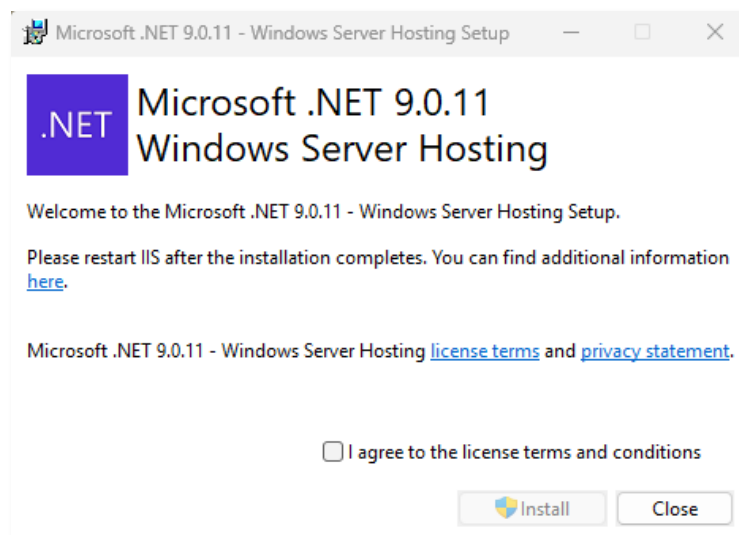 Microsoft .NET 9.0.11 - Windows Server Hosting Setup
.NET
Microsoft .NET 9.0.11
Windows Server Hosting
Welcome to the Microsoft .NET 9.0.11 - Windows Server Hosting Setup.
Please restart IIS after the installation completes. You can find additional information
here.
Microsoft .NET 9.0.11 - Windows Server Hosting license terms and privacy statement.
I agree to the license terms and conditions
Install
Close